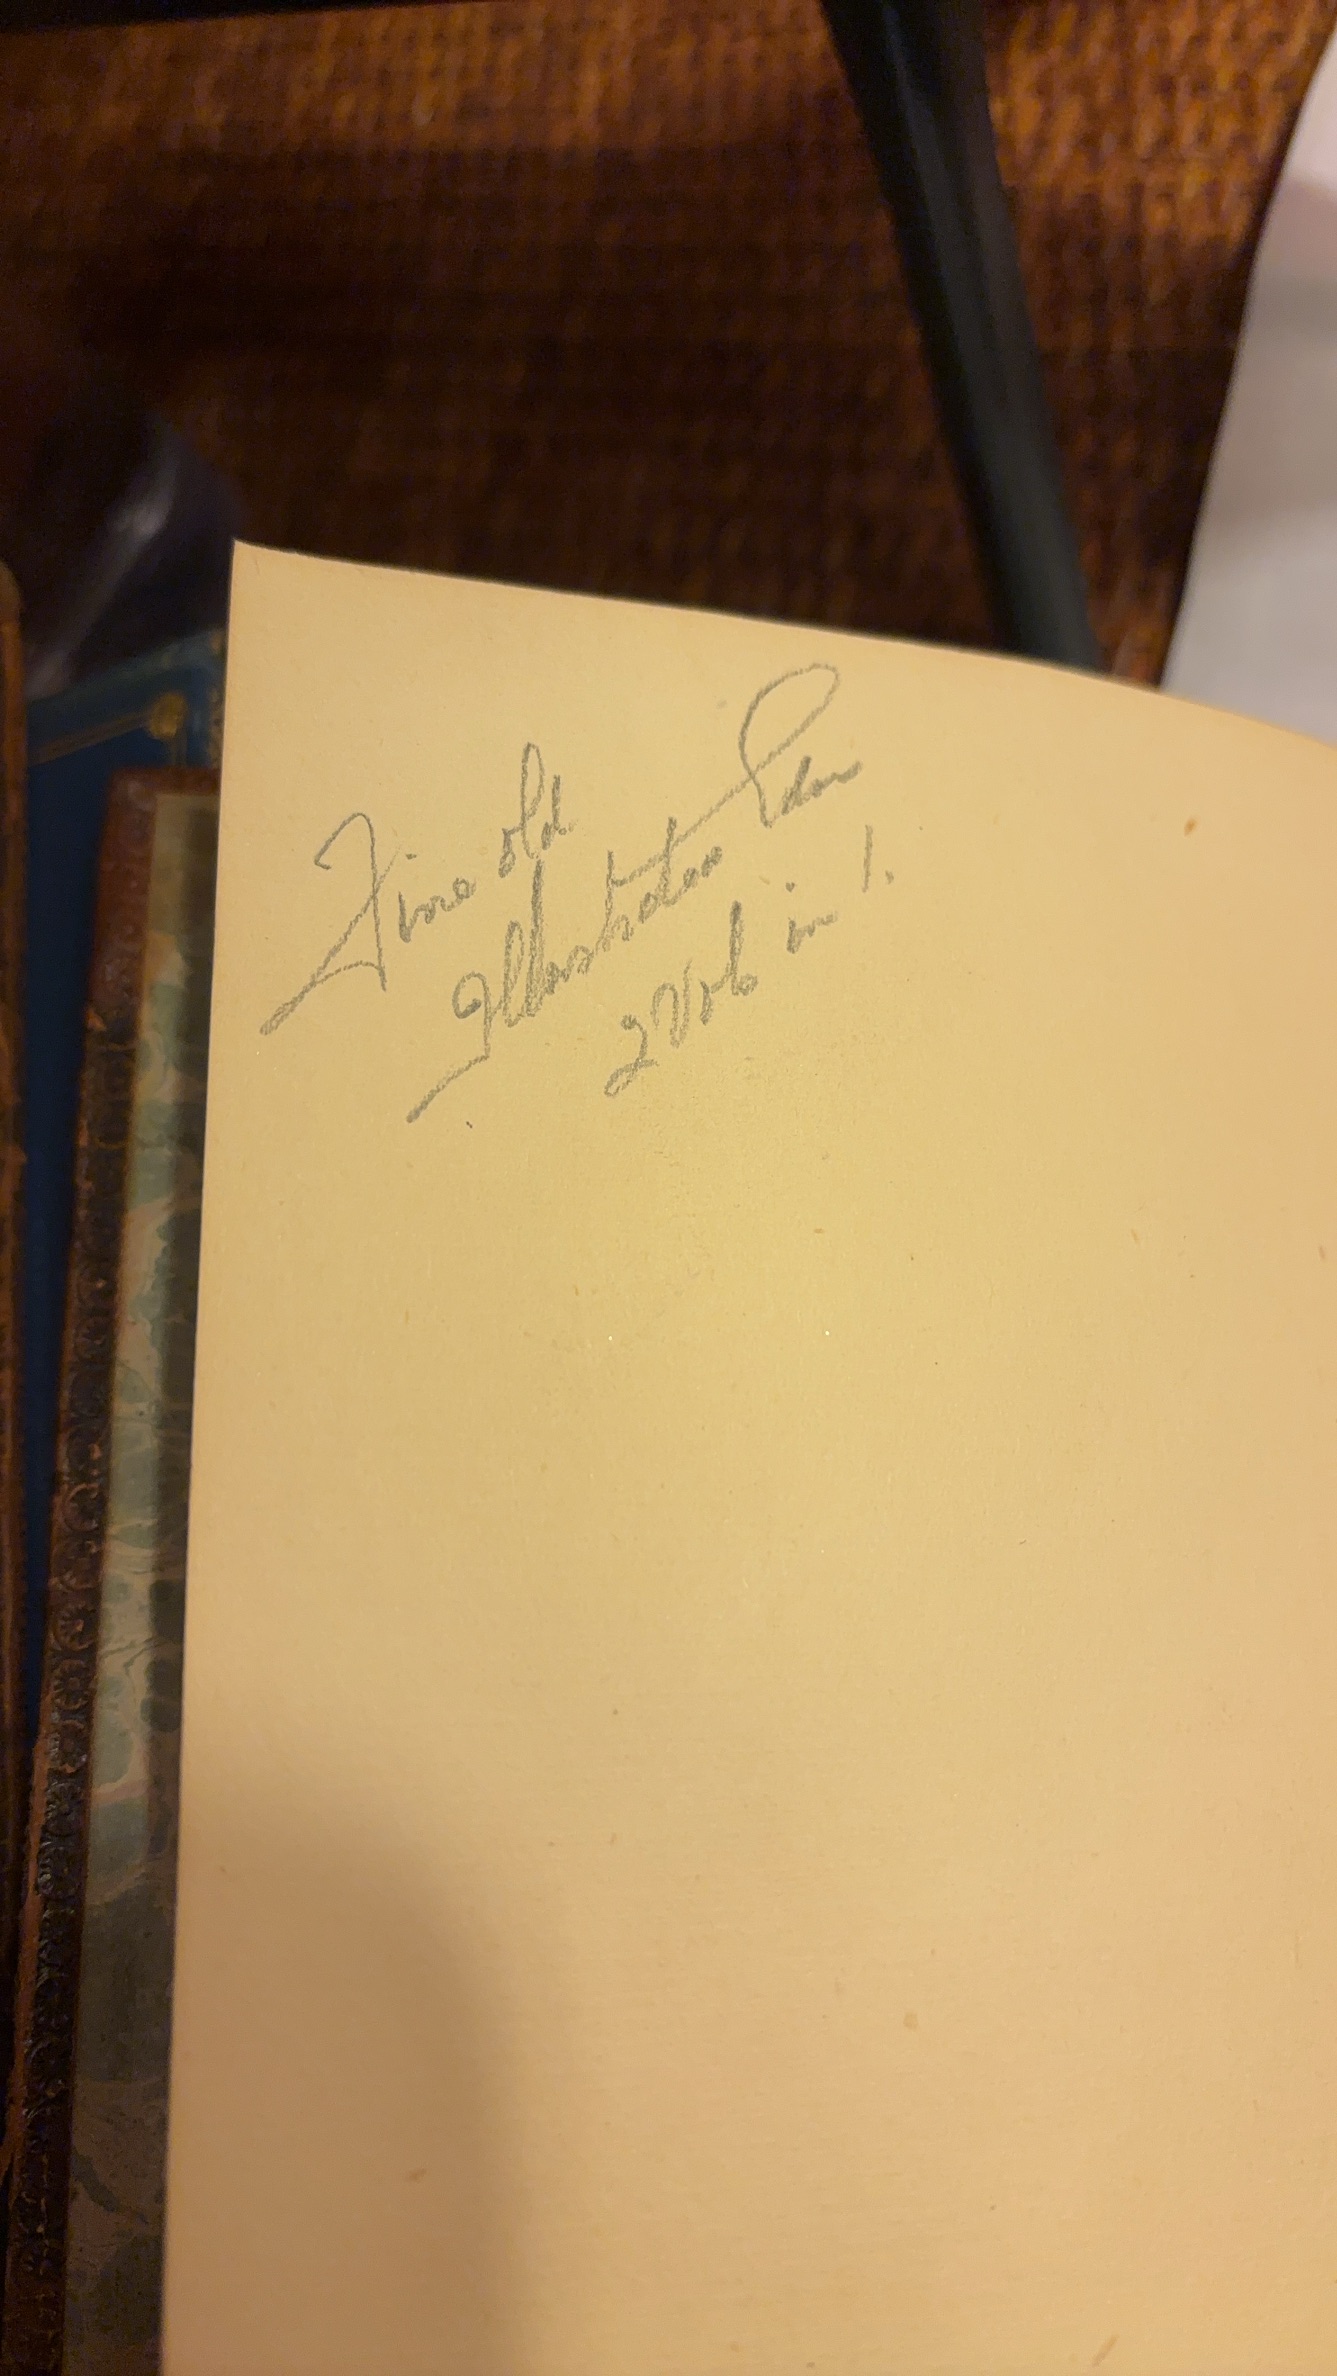 Fine old
Illustrated Edn
2 Vols in 1.